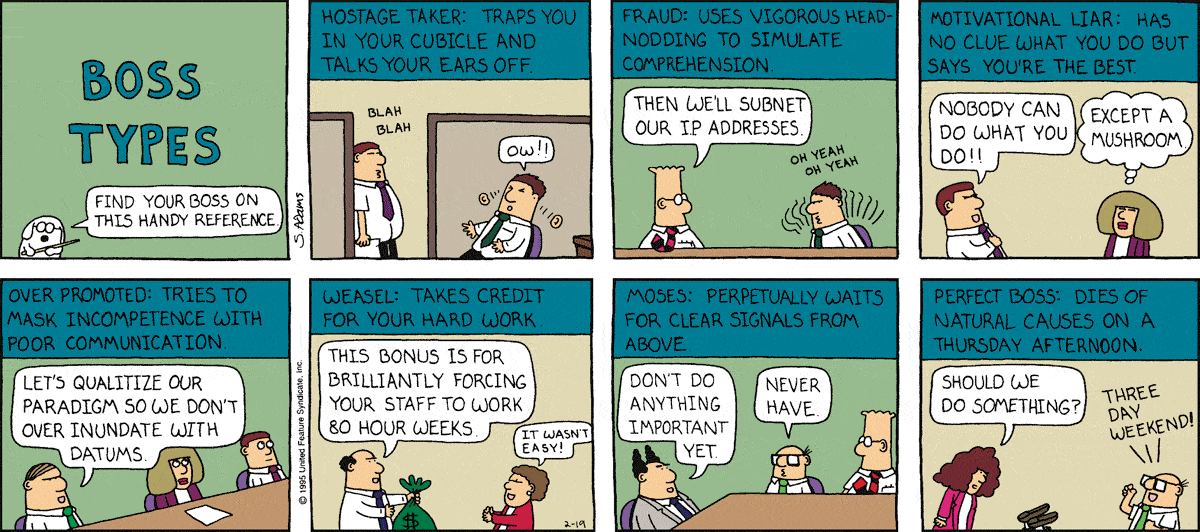 BOSS
TYPES
FIND YOUR BOSS ON
THIS HANDY REFERENCE.
S. Adams
HOSTAGE TAKER: TRAPS YOU
IN YOUR CUBICLE AND
TALKS YOUR EARS OFF.
BLAH
BLAH
OW!!
FRAUD: USES VIGOROUS HEAD-
NODDING TO SIMULATE
COMPREHENSION.
THEN WE'LL SUBNET
OUR I.P. ADDRESSES.
OH YEAH
OH YEAH
MOTIVATIONAL LIAR: HAS
NO CLUE WHAT YOU DO BUT
SAYS YOU'RE THE BEST.
NOBODY CAN
DO WHAT YOU
DO!!
EXCEPT A
MUSHROOM.
OVER PROMOTED: TRIES TO
MASK INCOMPETENCE WITH
POOR COMMUNICATION.
LET'S QUALITIZE OUR
PARADIGM SO WE DON'T
OVER INUNDATE WITH
DATUMS.
© 1995 United Feature Syndicate, Inc.
WEASEL: TAKES CREDIT
FOR YOUR HARD WORK.
THIS BONUS IS FOR
BRILLIANTLY FORCING
YOUR STAFF TO WORK
80 HOUR WEEKS.
IT WASN'T
EASY!
$
2-19
MOSES: PERPETUALLY WAITS
FOR CLEAR SIGNALS FROM
ABOVE
DON'T DO
ANYTHING
IMPORTANT
YET.
NEVER
HAVE.
PERFECT BOSS: DIES OF
NATURAL CAUSES ON A
THURSDAY AFTERNOON.
SHOULD WE
DO SOMETHING?
THREE
DAY
WEEKEND!